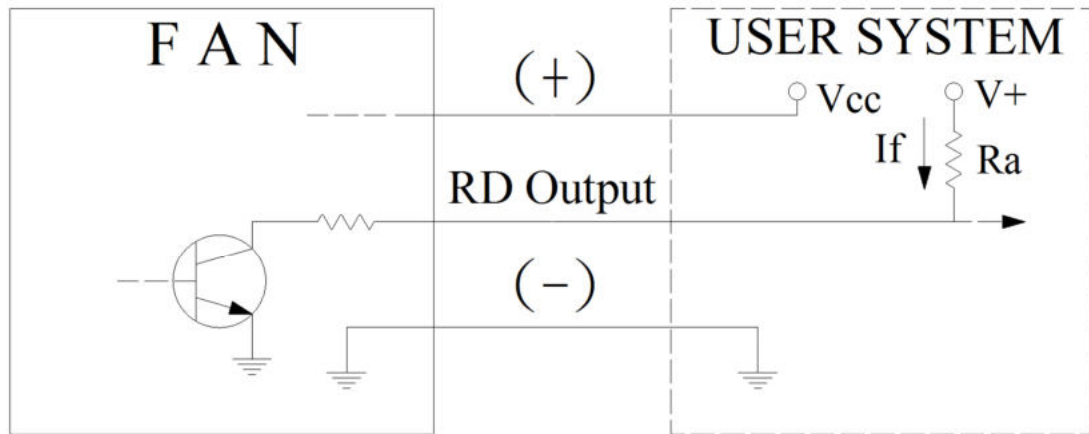 F A N
USER SYSTEM
(+)
Vcc
V+
If
Ra
RD Output
(−)